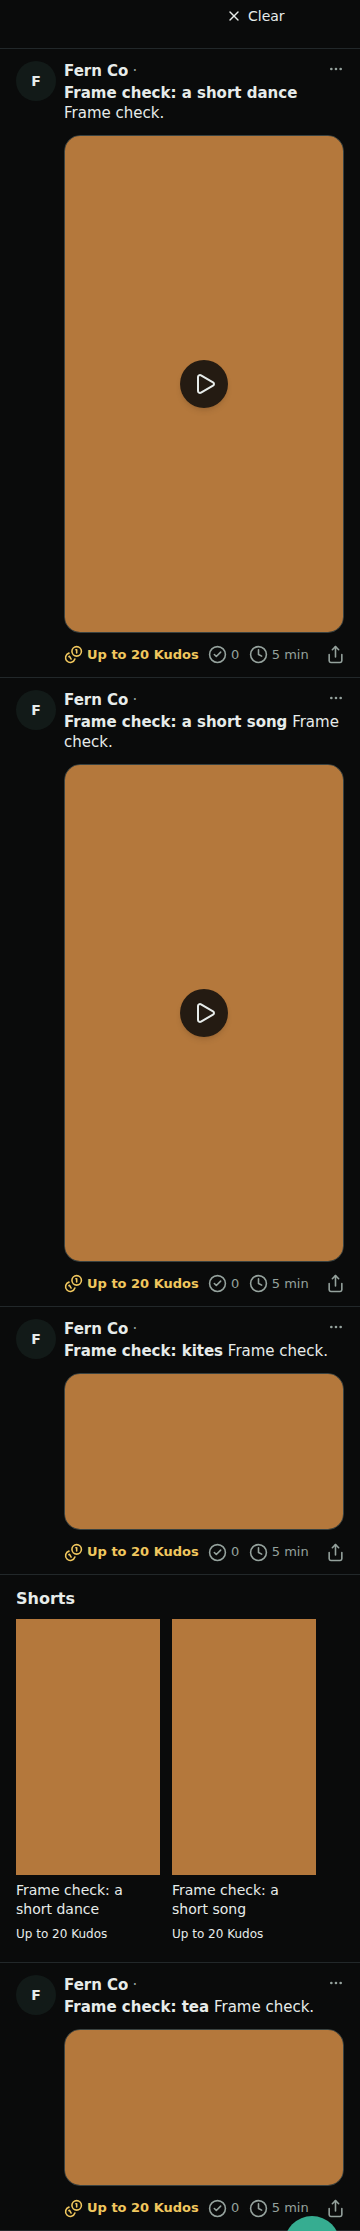 Clear
F
Fern Co ·
Frame check: a short dance
Frame check.
Up to 20 Kudos 0 5 min
F
Fern Co ·
Frame check: a short song Frame
check.
Up to 20 Kudos 0 5 min
F
Fern Co ·
Frame check: kites Frame check.
Up to 20 Kudos 0 5 min
Shorts
Frame check: a
short dance
Up to 20 Kudos
Frame check: a
short song
Up to 20 Kudos
F
Fern Co ·
Frame check: tea Frame check.
Up to 20 Kudos 0 5 min